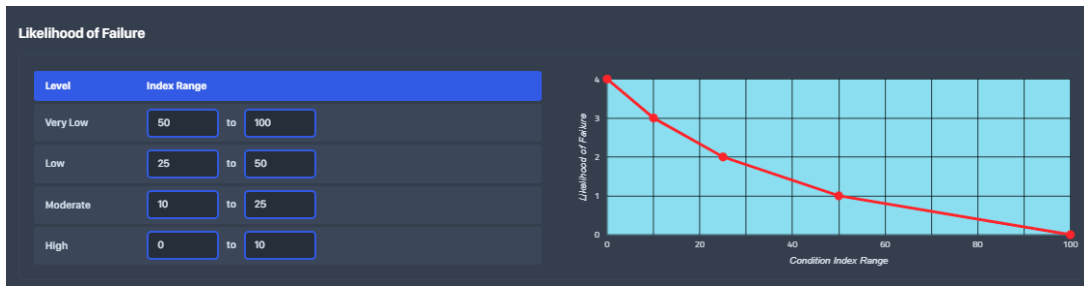 Likelihood of Failure
Level Index Range
Very Low 50 to 100
Low 25 to 50
Moderate 10 to 25
High 0 to 10
4
3
2
1
0
Likelihood of Failure
0 20 40 60 80 100
Condition Index Range